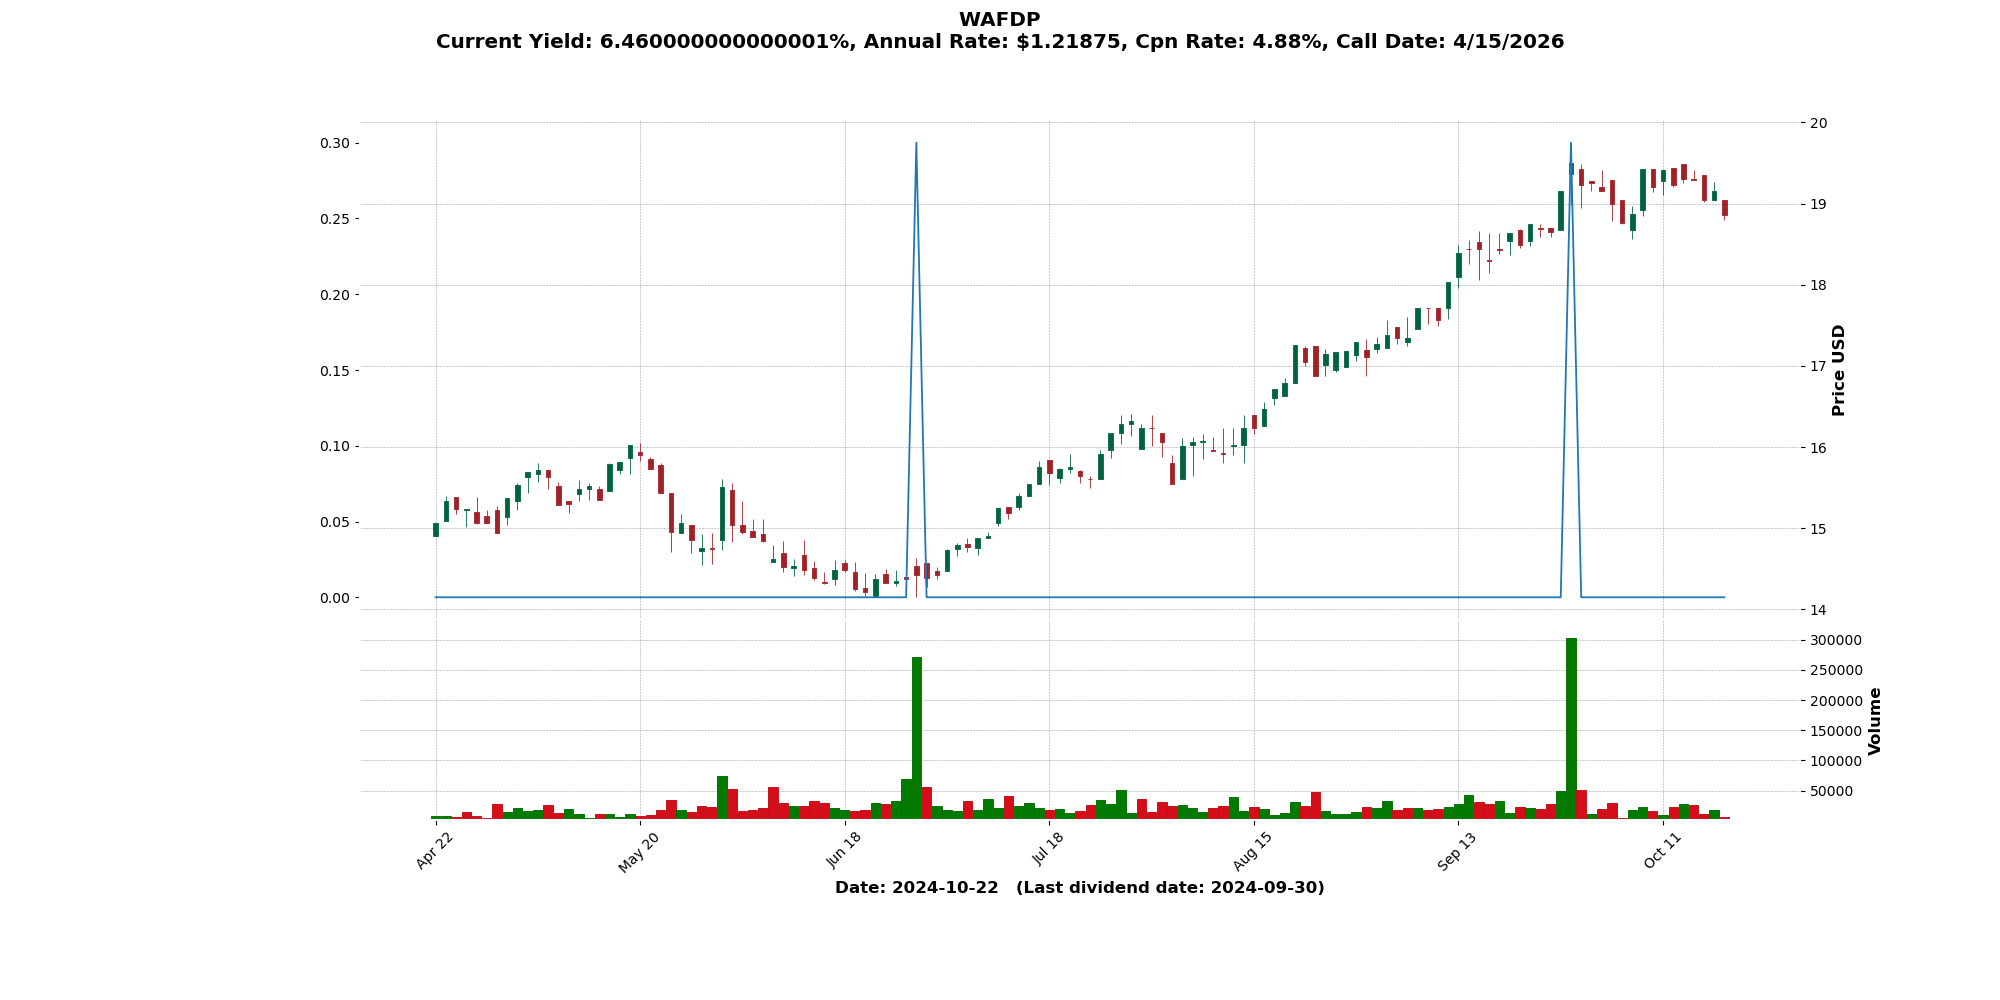 WAFDP
Current Yield: 6.460000000000001%, Annual Rate: $1.21875, Cpn Rate: 4.88%, Call Date: 4/15/2026
0.30
0.25
0.20
0.15
0.10
0.05
0.00
20
19
18
17
16
15
14
Price USD
300000
250000
200000
150000
100000
50000
Volume
Apr 22
May 20
Jun 18
Jul 18
Aug 15
Sep 13
Oct 11
Date: 2024-10-22   (Last dividend date: 2024-09-30)